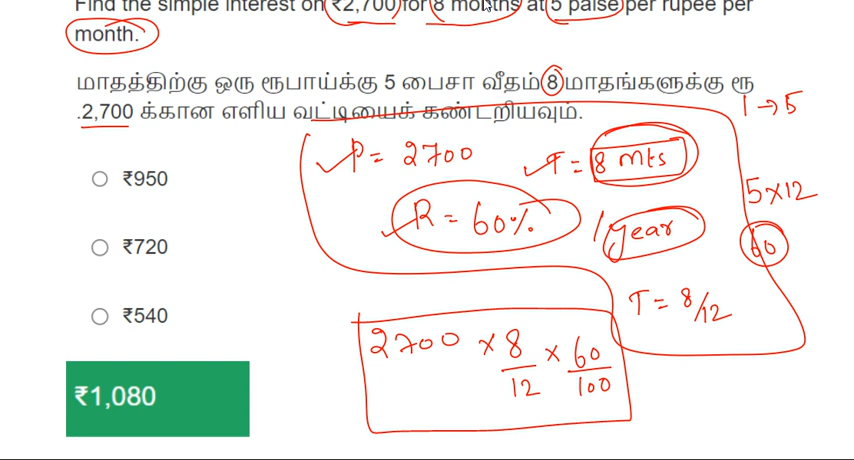 Find the simple interest on ₹2,700 for 8 months at 5 paise per rupee per
month.
மாதத்திற்கு ஒரு ரூபாய்க்கு 5 பைசா வீதம் 8 மாதங்களுக்கு ரூ
.2,700 க்கான எளிய வட்டியைக் கண்டறியவும்.
1 → 5
P = 2700
T = 8 mts
5 × 12
R = 60%
1 year
60
₹950
₹720
₹540
T = 8/12
2700 × 8/12 × 60/100
₹1,080